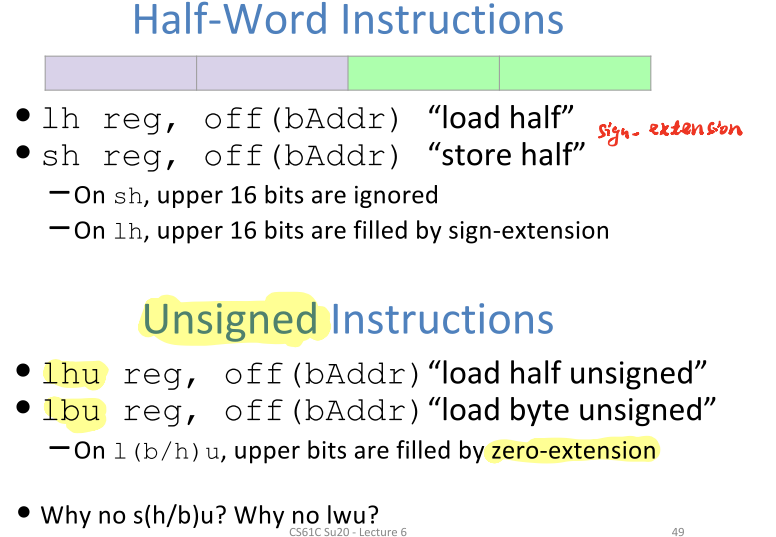 Half-Word Instructions
• lh reg, off(bAddr) “load half”
sign-extension
• sh reg, off(bAddr) “store half”
–On sh, upper 16 bits are ignored
–On lh, upper 16 bits are filled by sign-extension
Unsigned Instructions
• lhu reg, off(bAddr)“load half unsigned”
• lbu reg, off(bAddr)“load byte unsigned”
–On l(b/h)u, upper bits are filled by zero-extension
• Why no s(h/b)u? Why no lwu?
CS61C Su20 - Lecture 6
49